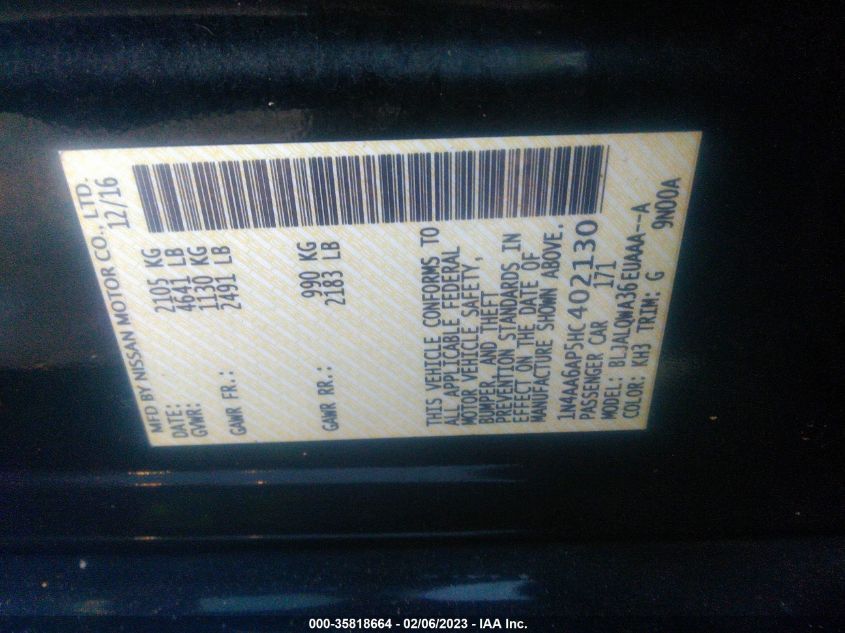 MFD BY NISSAN MOTOR CO., LTD.
DATE: 12/16
GVWR: 2105 KG
4641 LB
GAWR FR.: 1130 KG
2491 LB
GAWR RR.: 990 KG
2183 LB
THIS VEHICLE CONFORMS TO
ALL APPLICABLE FEDERAL
MOTOR VEHICLE SAFETY,
BUMPER, AND THEFT
PREVENTION STANDARDS IN
EFFECT ON THE DATE OF
MANUFACTURE SHOWN ABOVE.
1N4AA6AP5HC402130
PASSENGER CAR 171
MODEL: BLJALQWA36EUAAA--A
COLOR: KH3 TRIM: G 9N00A
000-35818664 - 02/06/2023 - IAA Inc.